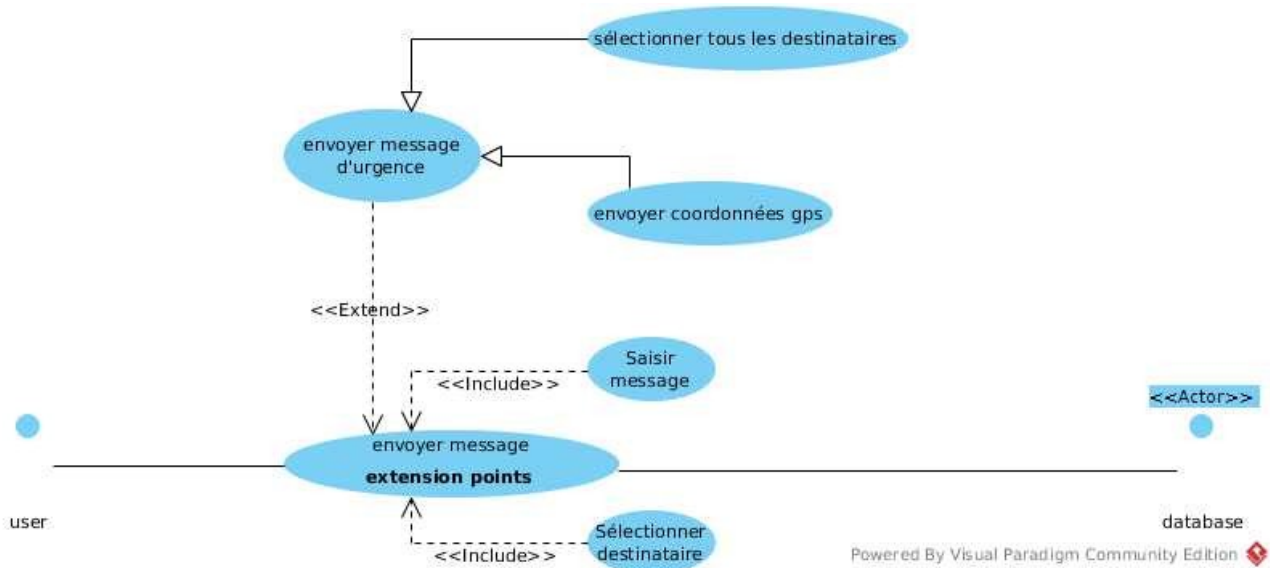 sélectionner tous les destinataires
envoyer message
d'urgence
envoyer coordonnées gps
<<Extend>>
Saisir
message
<<Include>>
<<Actor>>
envoyer message
extension points
user
database
Sélectionner
destinataire
<<Include>>
Powered By Visual Paradigm Community Edition